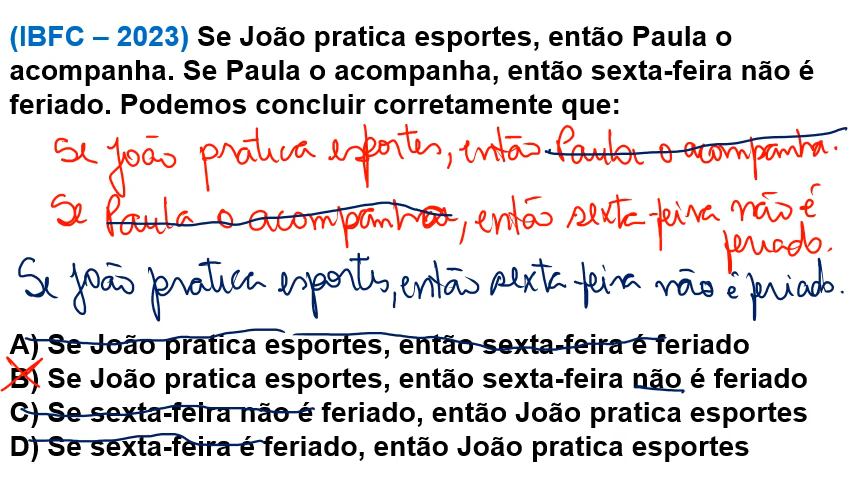 (IBFC – 2023) Se João pratica esportes, então Paula o
acompanha. Se Paula o acompanha, então sexta-feira não é
feriado. Podemos concluir corretamente que:
Se João pratica esportes, então Paula o acompanha.
Se Paula o acompanha, então sexta-feira não é
feriado.
Se João pratica esportes, então sexta-feira não é feriado.
A) Se João pratica esportes, então sexta-feira é feriado
B) Se João pratica esportes, então sexta-feira não é feriado
C) Se sexta-feira não é feriado, então João pratica esportes
D) Se sexta-feira é feriado, então João pratica esportes